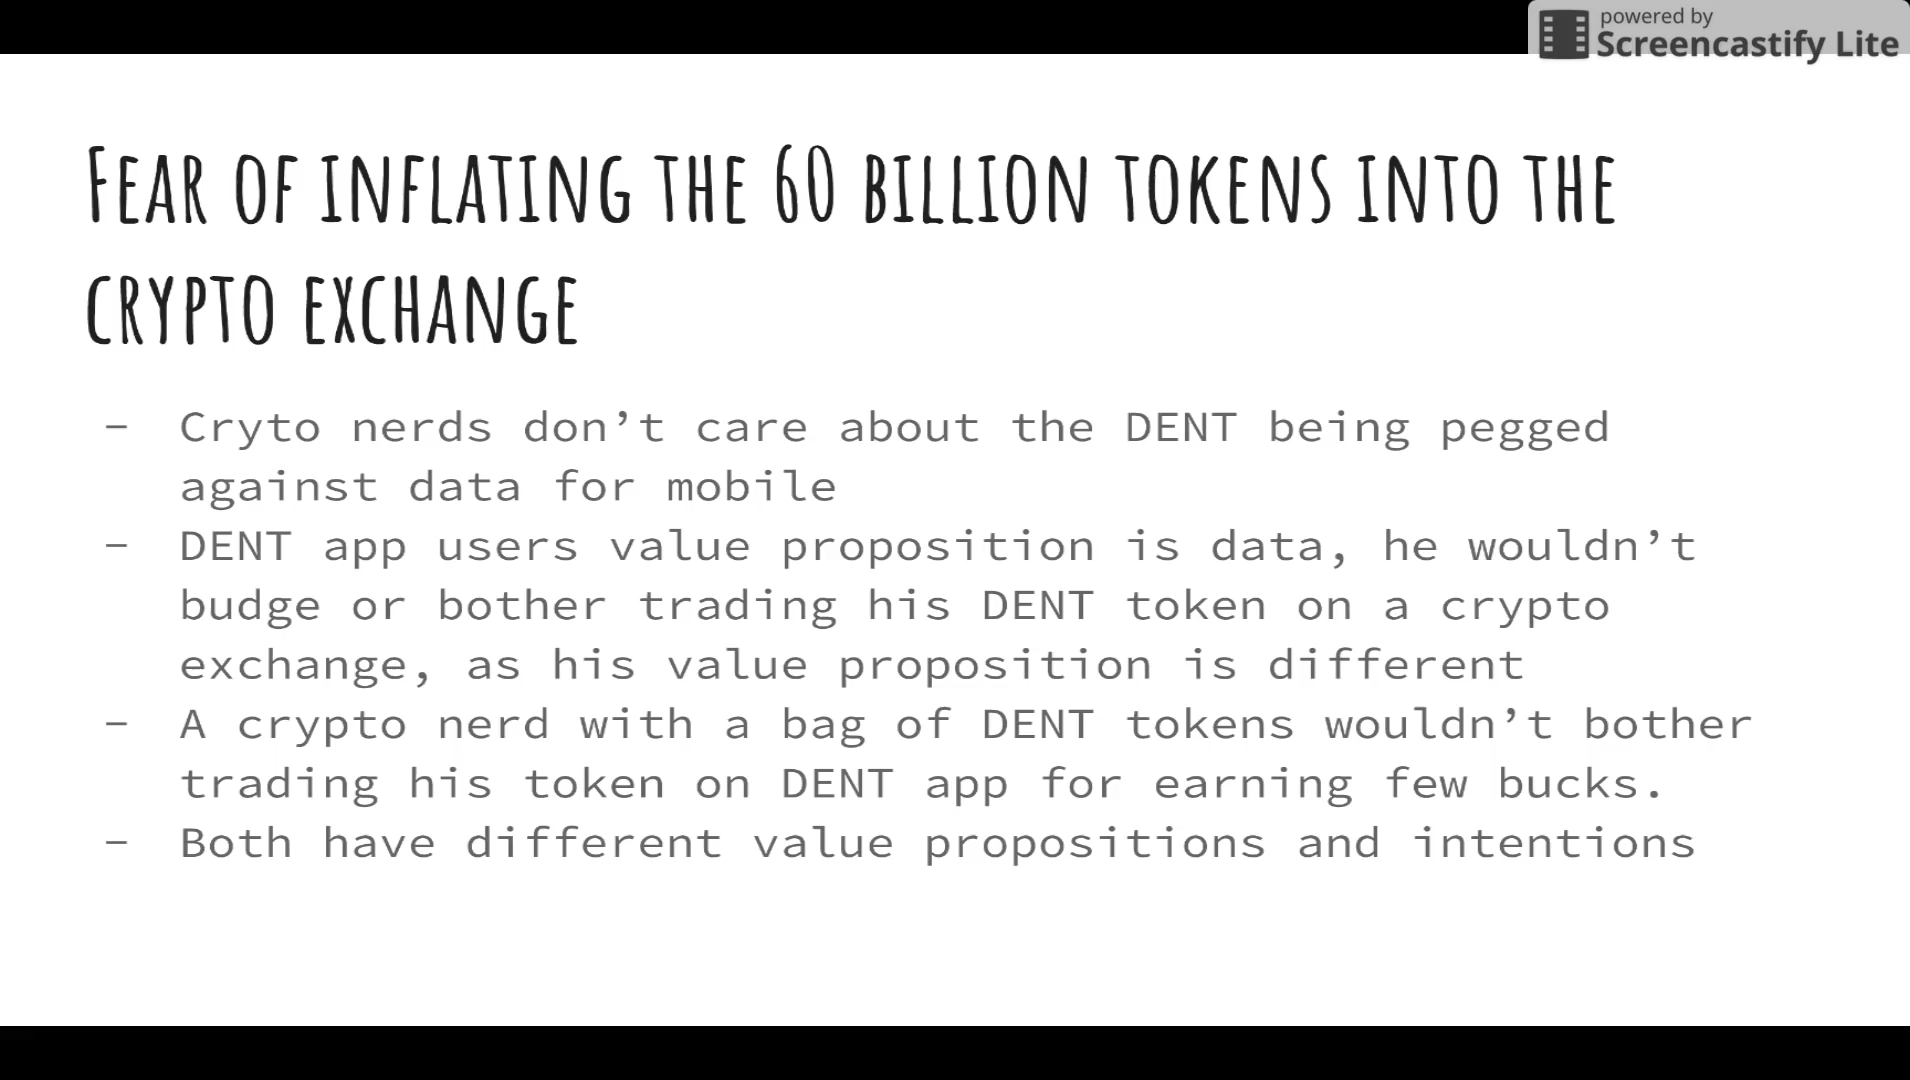 powered by
Screencastify Lite
Fear of inflating the 60 billion tokens into the
crypto exchange
- Cryto nerds don’t care about the DENT being pegged
against data for mobile
- DENT app users value proposition is data, he wouldn’t
budge or bother trading his DENT token on a crypto
exchange, as his value proposition is different
- A crypto nerd with a bag of DENT tokens wouldn’t bother
trading his token on DENT app for earning few bucks.
- Both have different value propositions and intentions